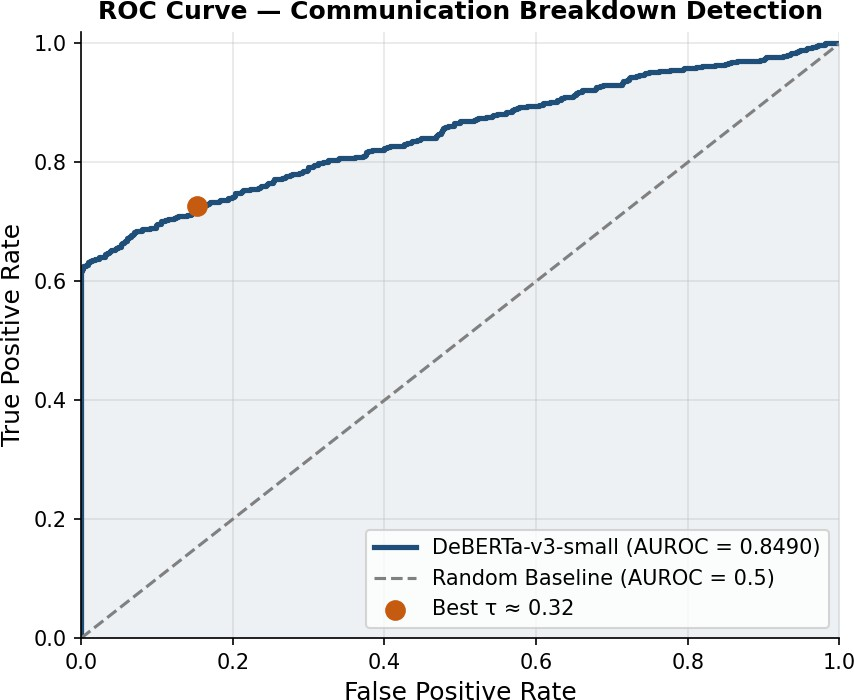 ROC Curve — Communication Breakdown Detection
1.0
0.8
0.6
0.4
0.2
0.0
True Positive Rate
0.0 0.2 0.4 0.6 0.8 1.0
False Positive Rate
DeBERTa-v3-small (AUROC = 0.8490)
Random Baseline (AUROC = 0.5)
Best τ ≈ 0.32